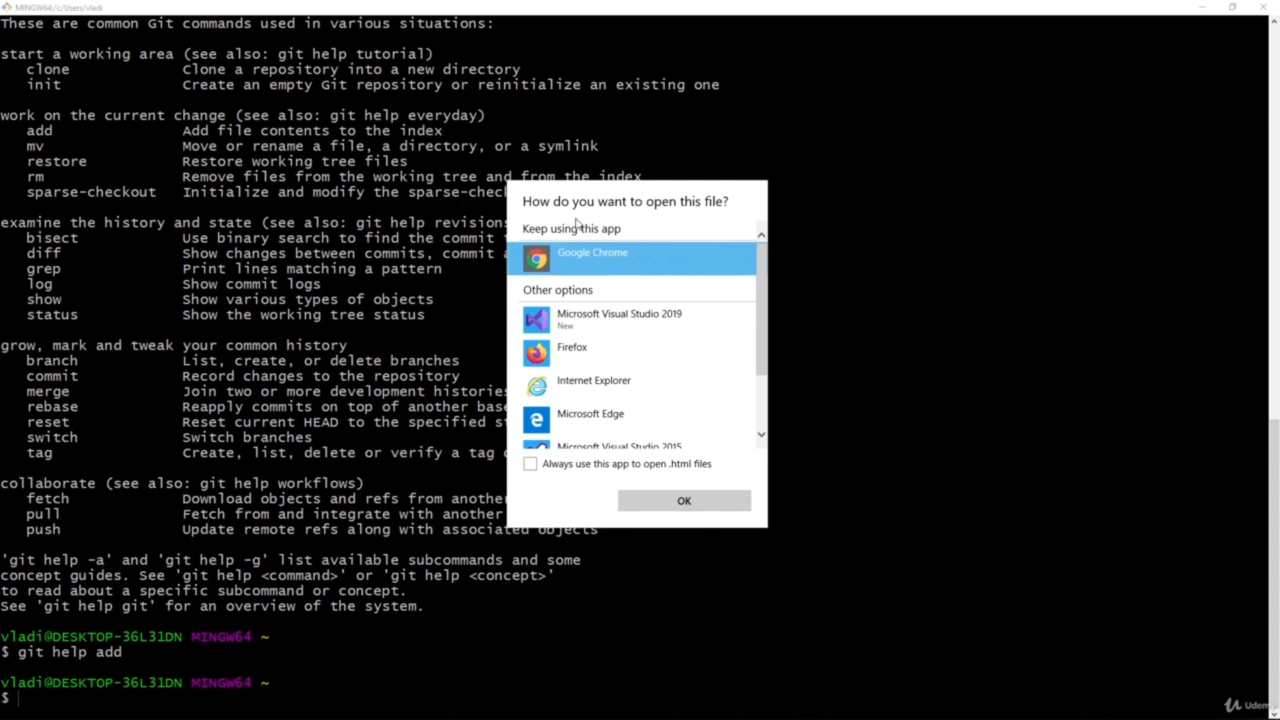 MINGW64:/c/Users/vladi
These are common Git commands used in various situations:
start a working area (see also: git help tutorial)
clone Clone a repository into a new directory
init Create an empty Git repository or reinitialize an existing one
work on the current change (see also: git help everyday)
add Add file contents to the index
mv Move or rename a file, a directory, or a symlink
restore Restore working tree files
rm Remove files from the working tree and from the index
sparse-checkout Initialize and modify the sparse-chec
examine the history and state (see also: git help revisions
bisect Use binary search to find the commit
diff Show changes between commits, commit a
grep Print lines matching a pattern
log Show commit logs
show Show various types of objects
status Show the working tree status
grow, mark and tweak your common history
branch List, create, or delete branches
commit Record changes to the repository
merge Join two or more development histories
rebase Reapply commits on top of another base
reset Reset current HEAD to the specified st
switch Switch branches
tag Create, list, delete or verify a tag
collaborate (see also: git help workflows)
fetch Download objects and refs from another
pull Fetch from and integrate with another
push Update remote refs along with associated objects
'git help -a' and 'git help -g' list available subcommands and some
concept guides. See 'git help <command>' or 'git help <concept>'
to read about a specific subcommand or concept.
See 'git help git' for an overview of the system.
vladi@DESKTOP-36L31DN MINGW64 ~
$ git help add
vladi@DESKTOP-36L31DN MINGW64 ~
$
How do you want to open this file?
Keep using this app
Google Chrome
Other options
Microsoft Visual Studio 2019
New
Firefox
Internet Explorer
Microsoft Edge
Microsoft Visual Studio 2015
Always use this app to open .html files
OK
Udemy